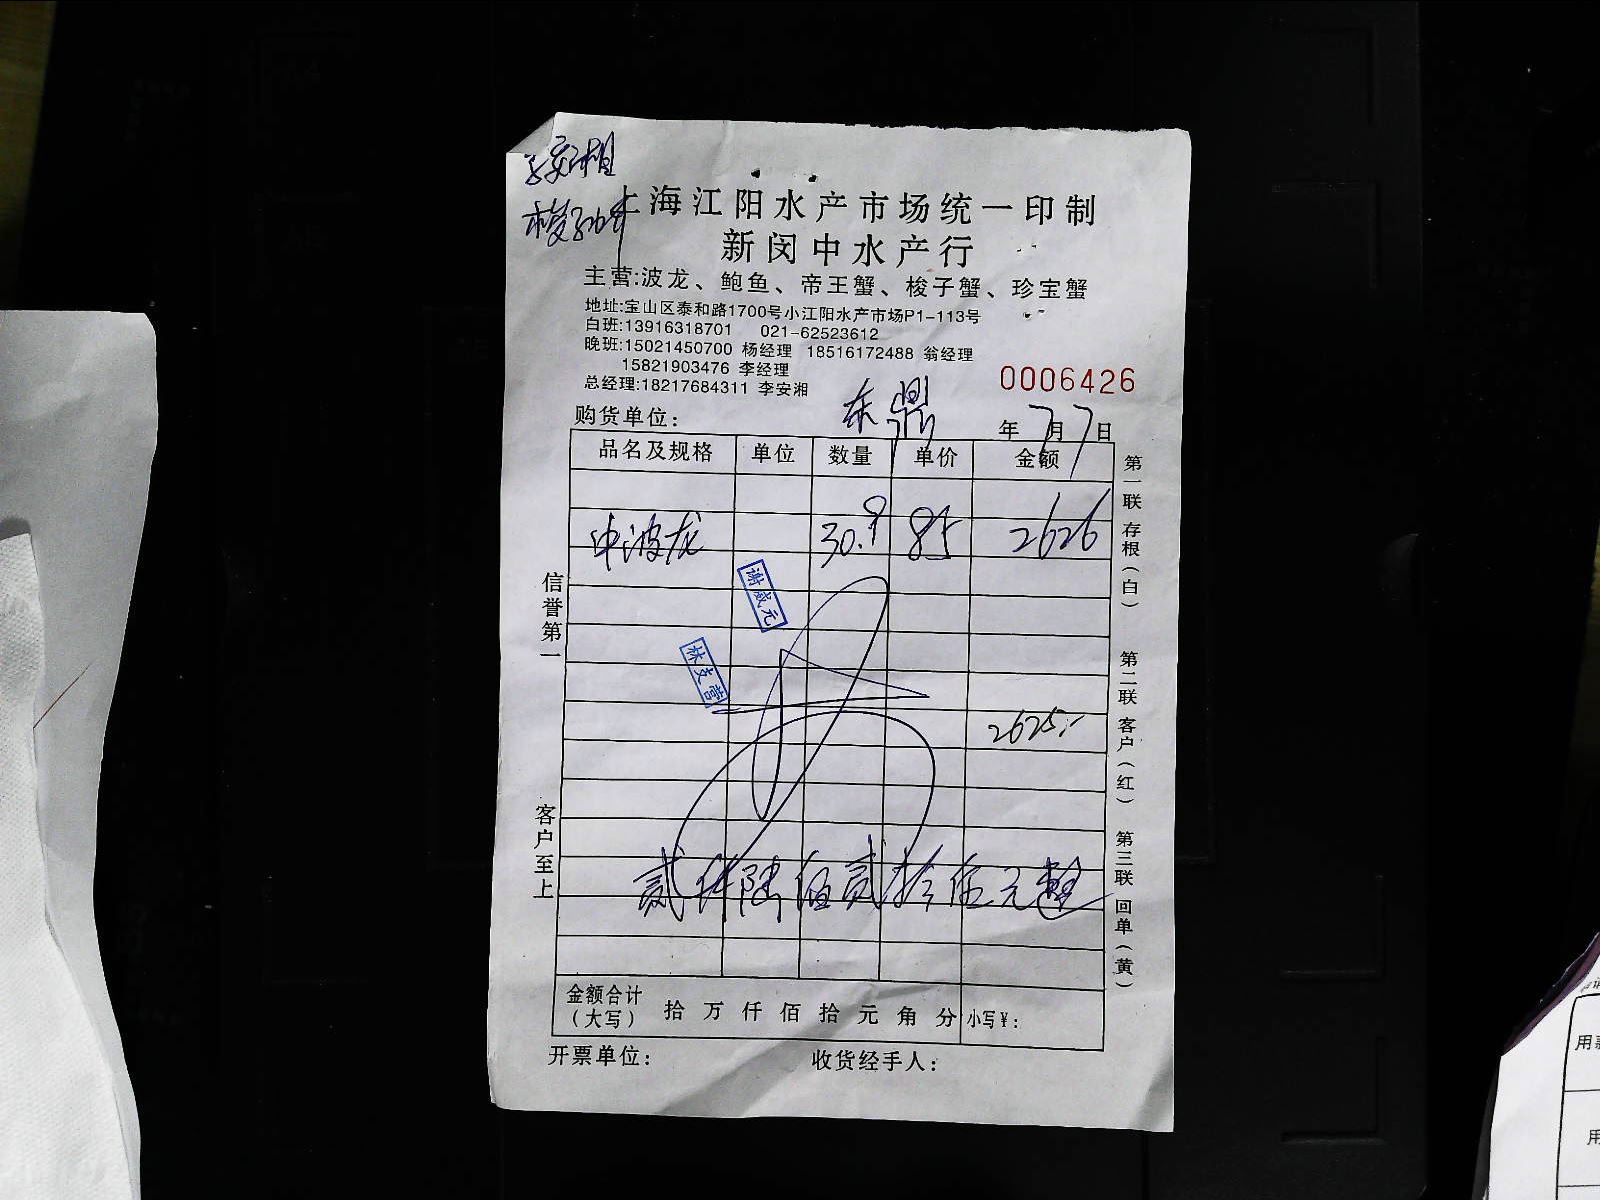 上海江阳水产市场统一印制
新闵中水产行
主营:波龙、鲍鱼、帝王蟹、梭子蟹、珍宝蟹
地址:宝山区泰和路1700号小江阳水产市场P1-113号
白班:13916318701 021-62523612
晚班:15021450700 杨经理 18516172488 翁经理
15821903476 李经理
总经理:18217684311 李安湘
0006426
购货单位: 东鼎 年7月7日
品名及规格 单位 数量 单价 金额
中波龙 30.9 85 2626
谢威元
林支营
2625.-
贰仟陆佰贰拾伍元整
金额合计(大写) 拾 万 仟 佰 拾 元 角 分 小写¥:
开票单位: 收货经手人:
信誉第一
客户至上
第一联 存根(白)
第二联 客户(红)
第三联 回单(黄)